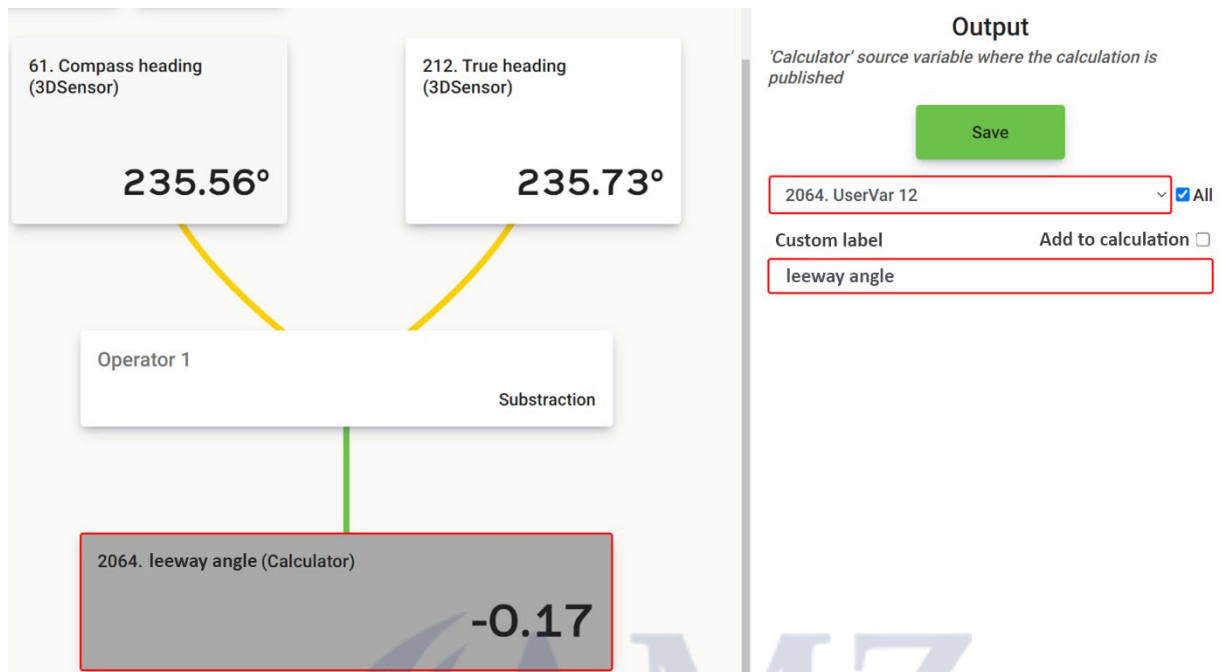 61. Compass heading
(3DSensor)
235.56°
212. True heading
(3DSensor)
235.73°
Operator 1
Substraction
2064. leeway angle (Calculator)
-0.17
Output
'Calculator' source variable where the calculation is
published
Save
2064. UserVar 12
All
Custom label
Add to calculation
leeway angle
AMZ